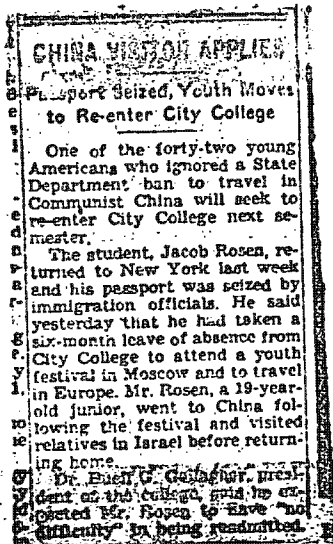 CHINA VISITOR APPLIES
Passport Seized, Youth Moves
to Re-enter City College
One of the forty-two young
Americans who ignored a State
Department ban to travel in
Communist China will seek to
re-enter City College next se-
mester.
The student, Jacob Rosen, re-
turned to New York last week
and his passport was seized by
immigration officials. He said
yesterday that he had taken a
six-month leave of absence from
City College to attend a youth
festival in Moscow and to travel
in Europe. Mr. Rosen, a 19-year-
old junior, went to China fol-
lowing the festival and visited
relatives in Israel before return-
ing home.
Dr. Buell G. Gallagher, presi-
dent of the college, said he ex-
pected Mr. Rosen to have "no
difficulty" in being readmitted.